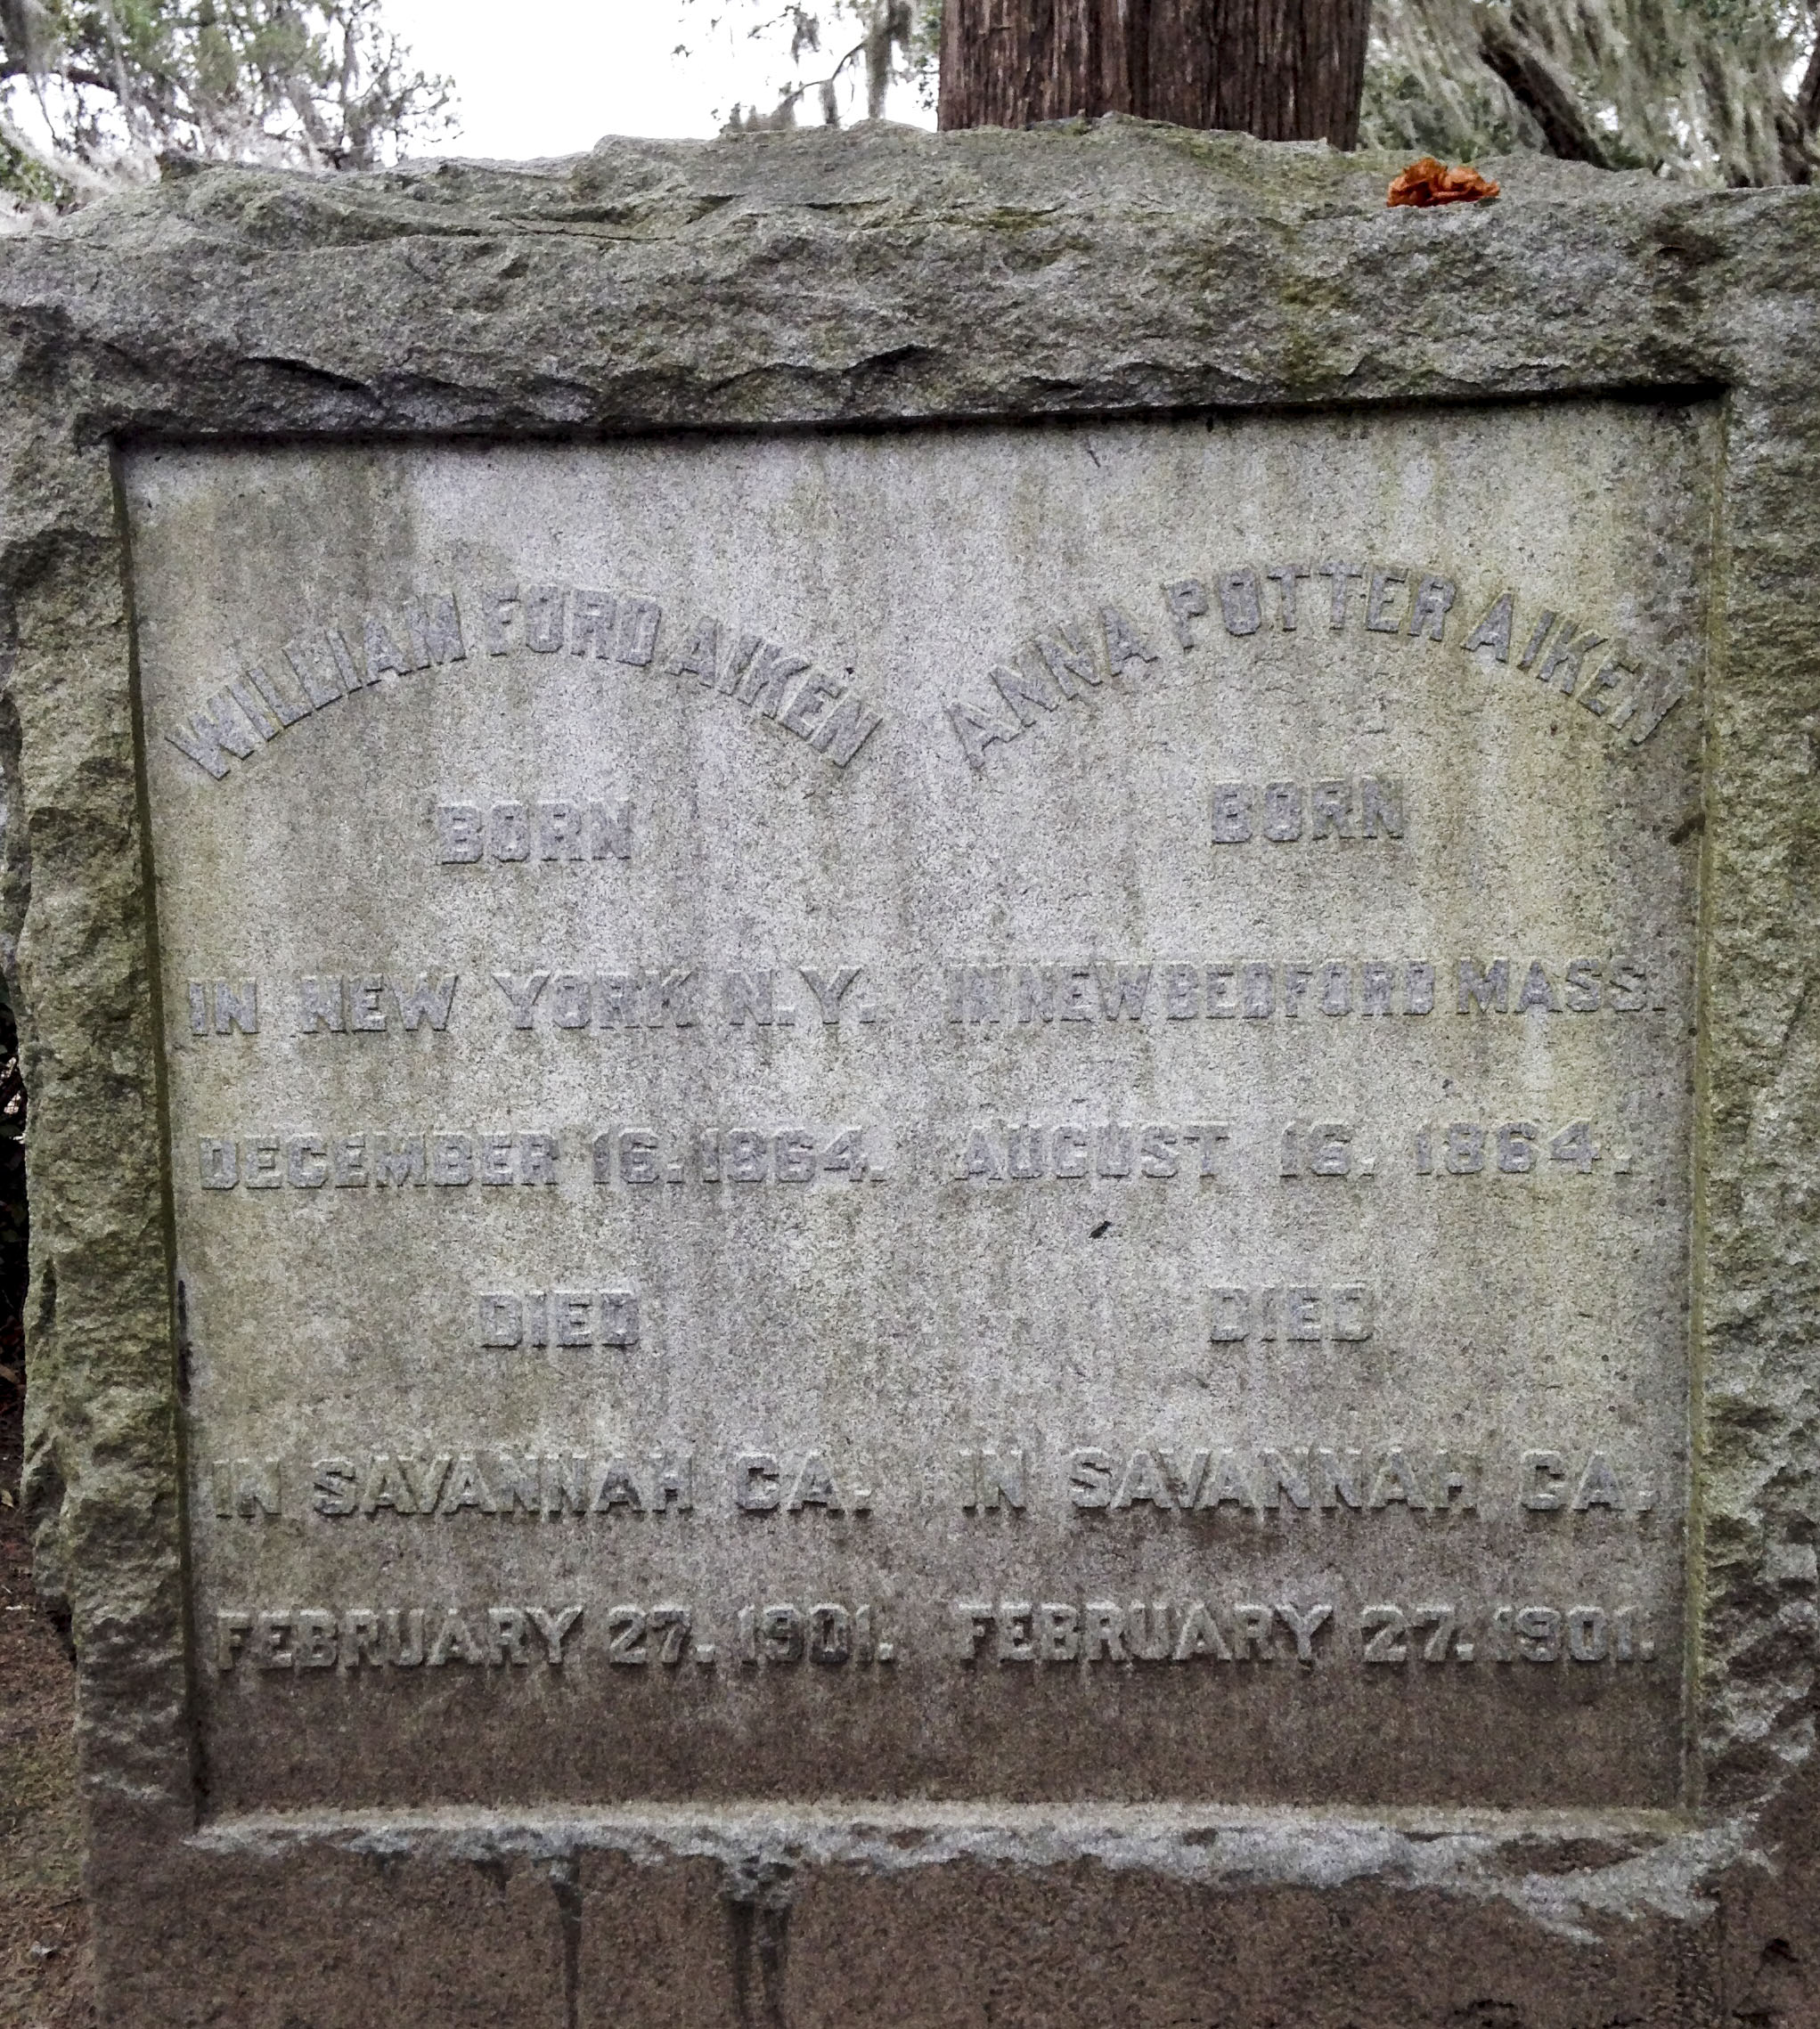 WILLIAM FORD AIKEN
BORN
IN NEW YORK N.Y.
DECEMBER 16. 1864.
DIED
IN SAVANNAH GA.
FEBRUARY 27. 1901.
ANNA POTTER AIKEN
BORN
IN NEW BEDFORD MASS.
AUGUST 16. 1864.
DIED
IN SAVANNAH GA.
FEBRUARY 27. 1901.